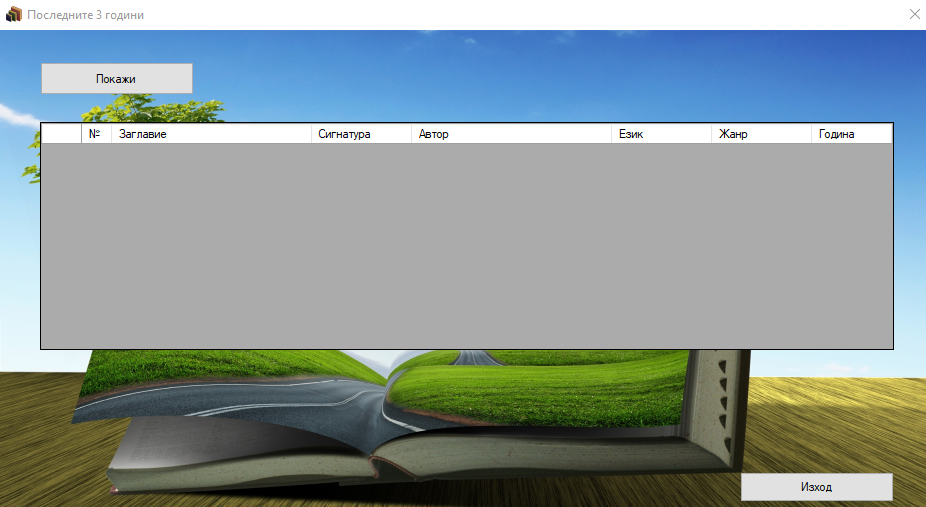 Последните 3 години
Покажи
№ Заглавие Сигнатура Автор Език Жанр Година
Изход